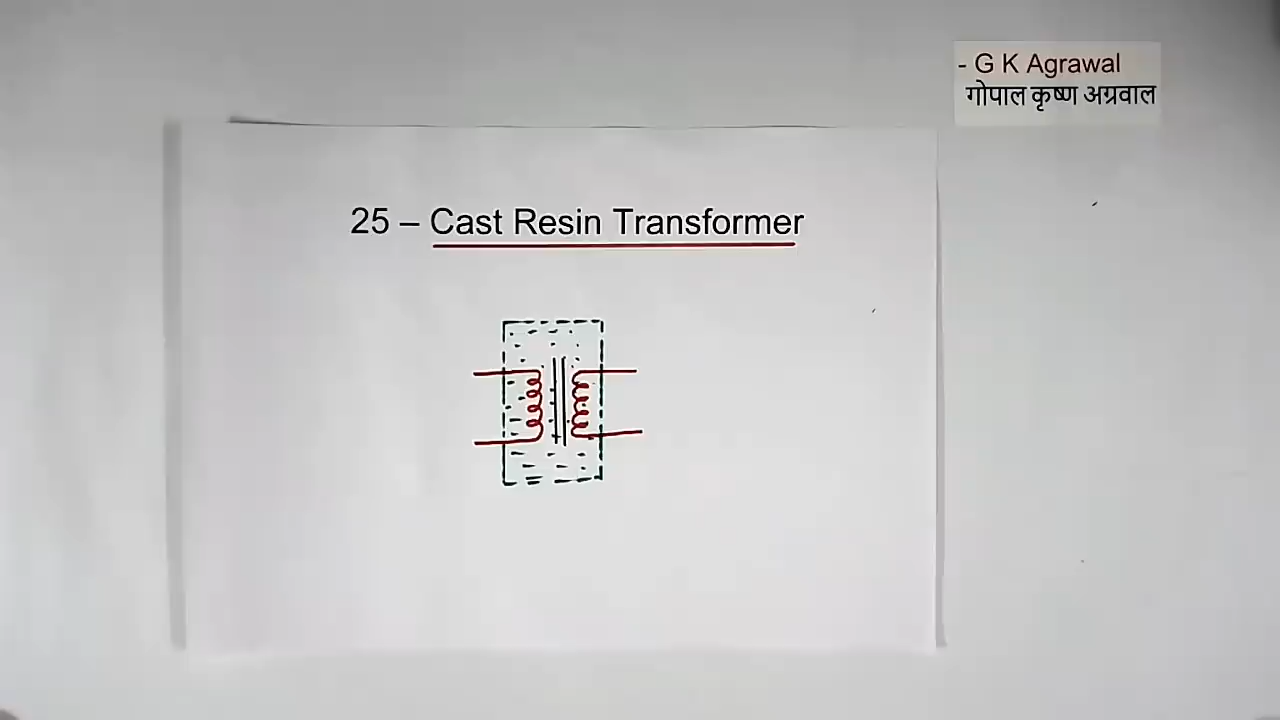 - G K Agrawal
गोपाल कृष्ण अग्रवाल
25 – Cast Resin Transformer